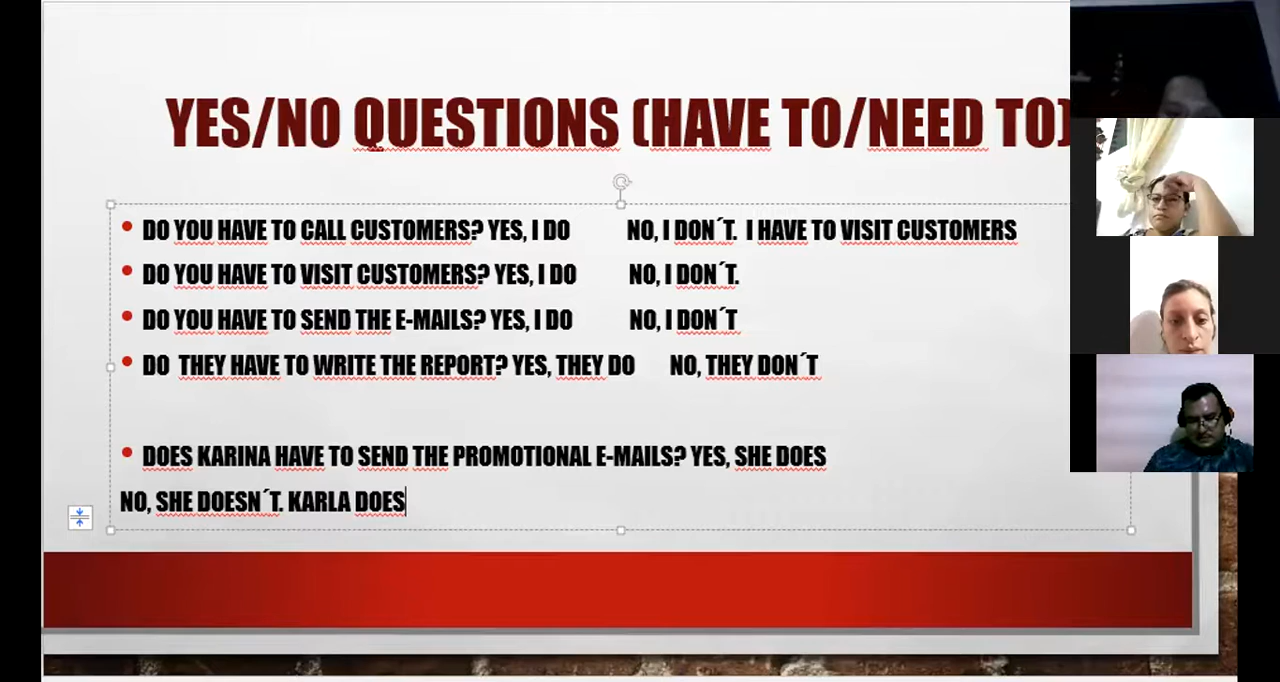 YES/NO QUESTIONS (HAVE TO/NEED TO)
DO YOU HAVE TO CALL CUSTOMERS? YES, I DO NO, I DON´T. I HAVE TO VISIT CUSTOMERS
DO YOU HAVE TO VISIT CUSTOMERS? YES, I DO NO, I DON´T.
DO YOU HAVE TO SEND THE E-MAILS? YES, I DO NO, I DON´T
DO THEY HAVE TO WRITE THE REPORT? YES, THEY DO NO, THEY DON´T
DOES KARINA HAVE TO SEND THE PROMOTIONAL E-MAILS? YES, SHE DOES
NO, SHE DOESN´T. KARLA DOES